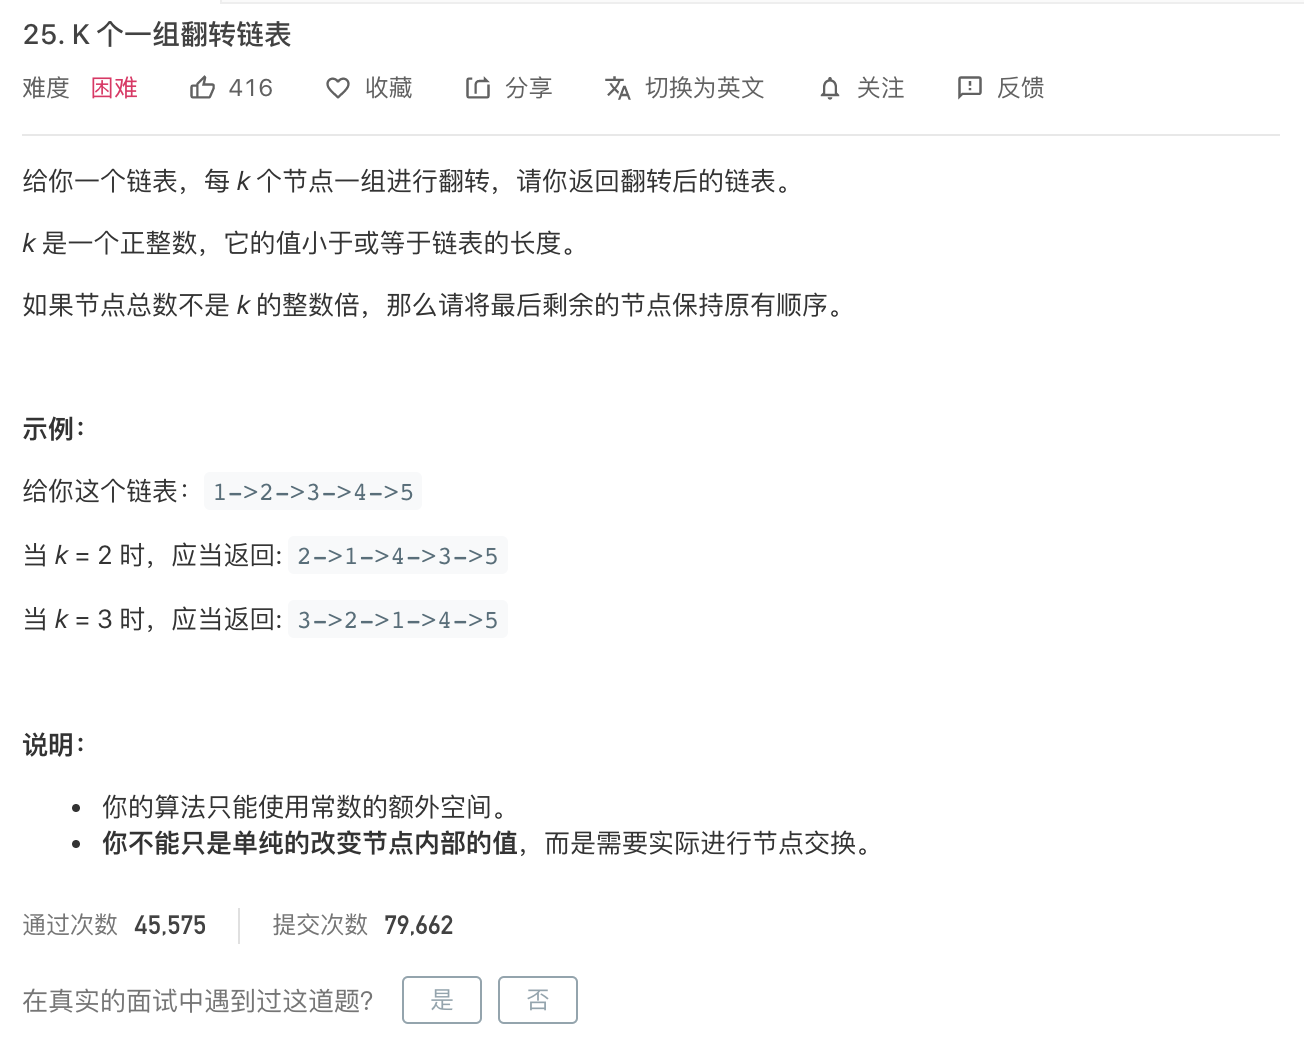 25. K 个一组翻转链表
难度 困难 416 收藏 分享 切换为英文 关注 反馈
给你一个链表，每 k 个节点一组进行翻转，请你返回翻转后的链表。
k 是一个正整数，它的值小于或等于链表的长度。
如果节点总数不是 k 的整数倍，那么请将最后剩余的节点保持原有顺序。
示例：
给你这个链表：1->2->3->4->5
当 k = 2 时，应当返回: 2->1->4->3->5
当 k = 3 时，应当返回: 3->2->1->4->5
说明：
• 你的算法只能使用常数的额外空间。
• 你不能只是单纯的改变节点内部的值，而是需要实际进行节点交换。
通过次数 45,575 提交次数 79,662
在真实的面试中遇到过这道题? 是 否